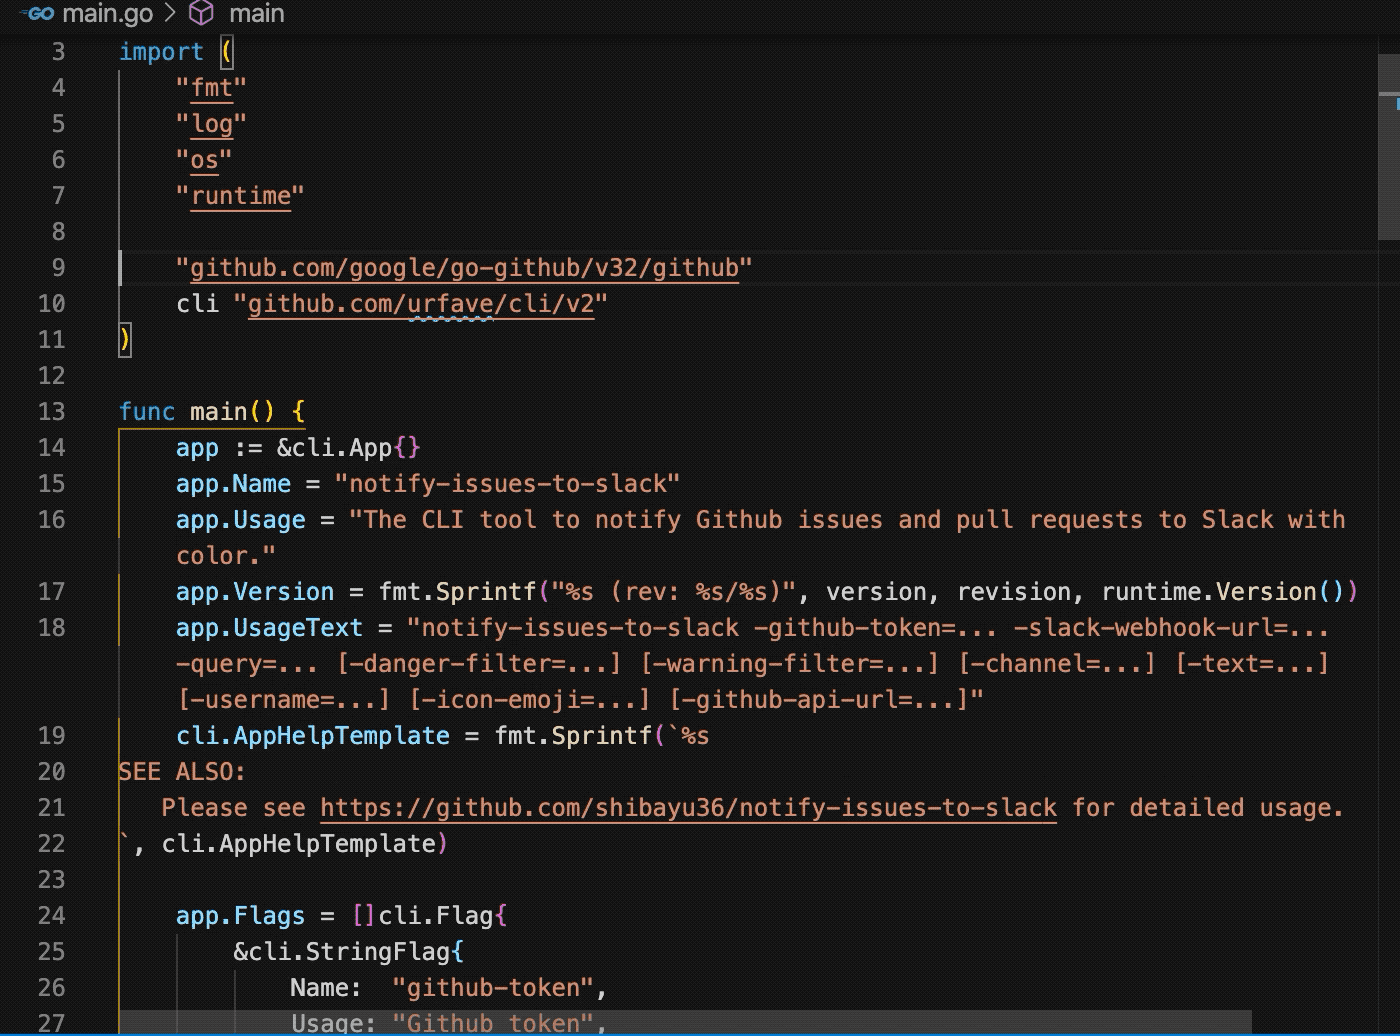 GO main.go > main
3 import (
4 "fmt"
5 "log"
6 "os"
7 "runtime"
8
9 "github.com/google/go-github/v32/github"
10 cli "github.com/urfave/cli/v2"
11 )
12
13 func main() {
14 app := &cli.App{}
15 app.Name = "notify-issues-to-slack"
16 app.Usage = "The CLI tool to notify Github issues and pull requests to Slack with
color."
17 app.Version = fmt.Sprintf("%s (rev: %s/%s)", version, revision, runtime.Version())
18 app.UsageText = "notify-issues-to-slack -github-token=... -slack-webhook-url=...
-query=... [-danger-filter=...] [-warning-filter=...] [-channel=...] [-text=...]
[-username=...] [-icon-emoji=...] [-github-api-url=...]"
19 cli.AppHelpTemplate = fmt.Sprintf(`%s
20 SEE ALSO:
21 Please see https://github.com/shibayu36/notify-issues-to-slack for detailed usage.
22 `, cli.AppHelpTemplate)
23
24 app.Flags = []cli.Flag{
25 &cli.StringFlag{
26 Name: "github-token",
27 Usage: "Github token",